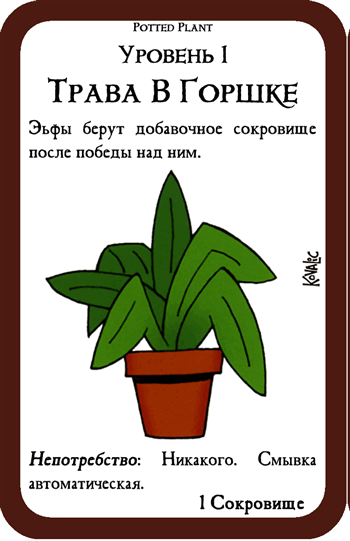 Potted Plant
Уровень 1
Трава В Горшке
Эьфы берут добавочное сокровище
после победы над ним.
Kovalic
Непотребство: Никакого. Смывка
автоматическая.
1 Сокровище